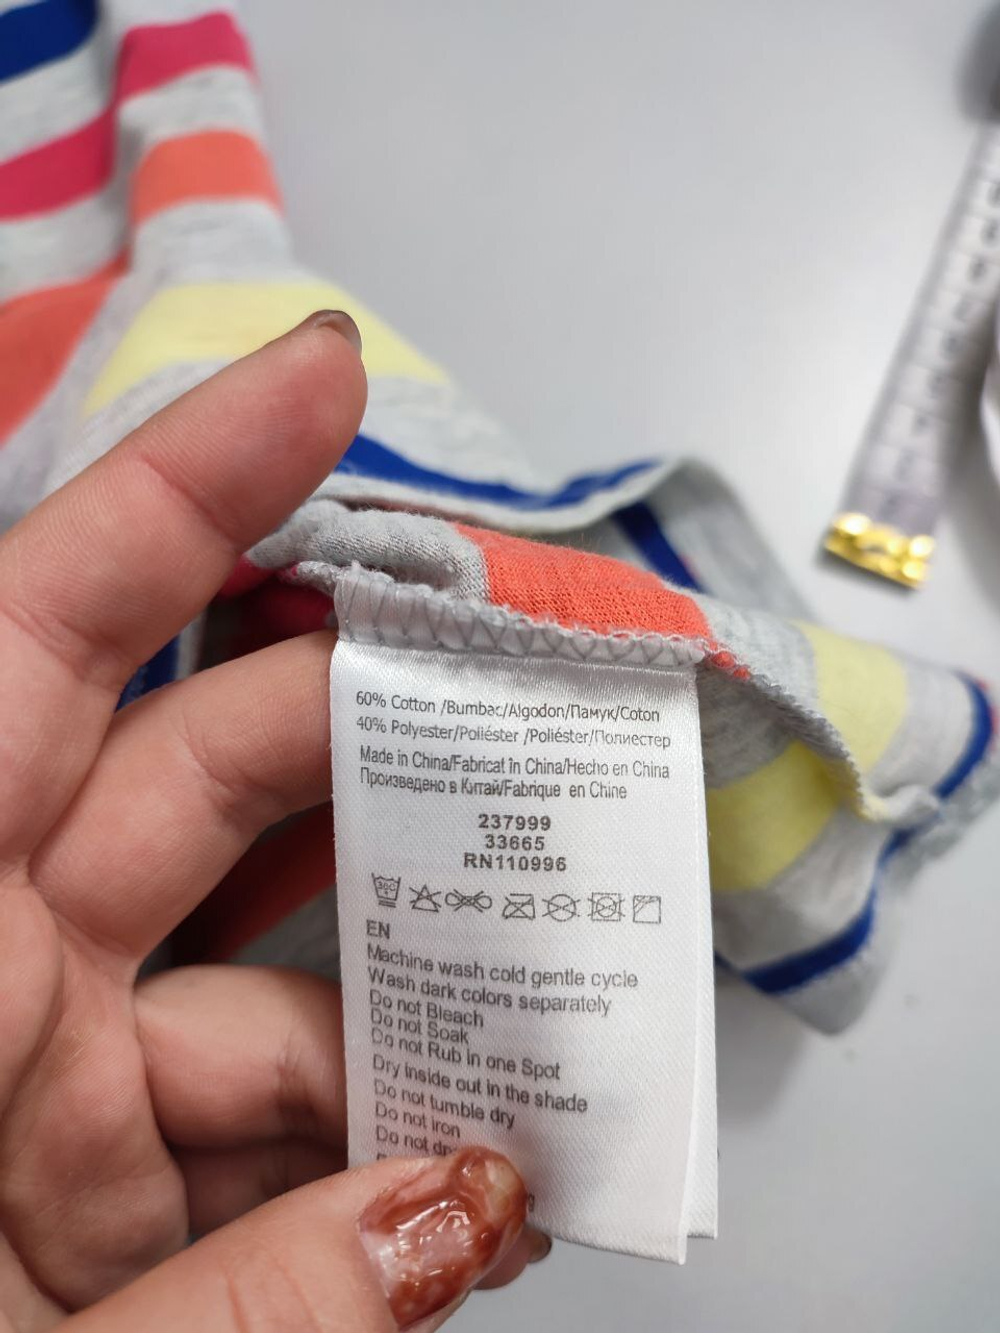 60% Cotton /Bumbac/Algodon/Памук/Coton
40% Polyester/Poliéster /Poliéster/Полиестер
Made in China/Fabricat în China/Hecho en China
Произведено в Китай/Fabrique en Chine
237999
33665
RN110996
30C
EN
Machine wash cold gentle cycle
Wash dark colors separately
Do not Bleach
Do not Soak
Do not Rub in one Spot
Dry inside out in the shade
Do not tumble dry
Do not iron
Do not